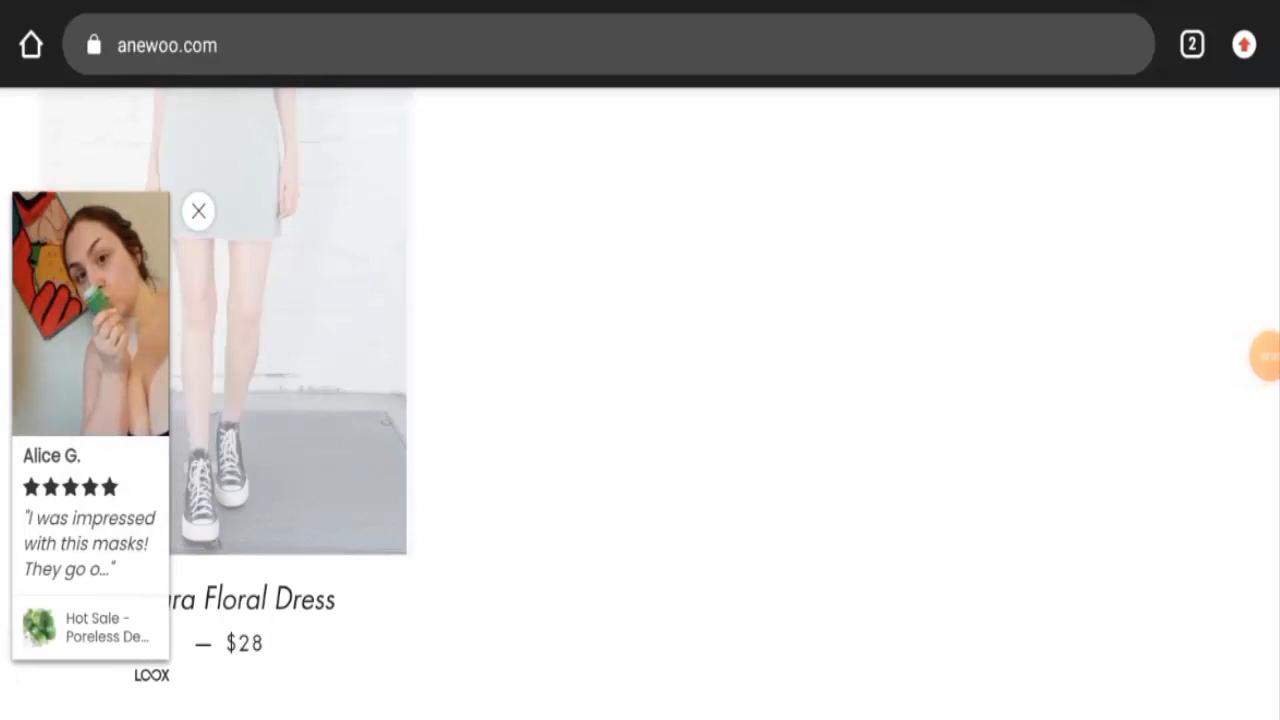 anewoo.com
2
Alice G.
"I was impressed
with this masks!
They go o..."
Hot Sale -
Poreless De...
LOOX
ra Floral Dress
— $28